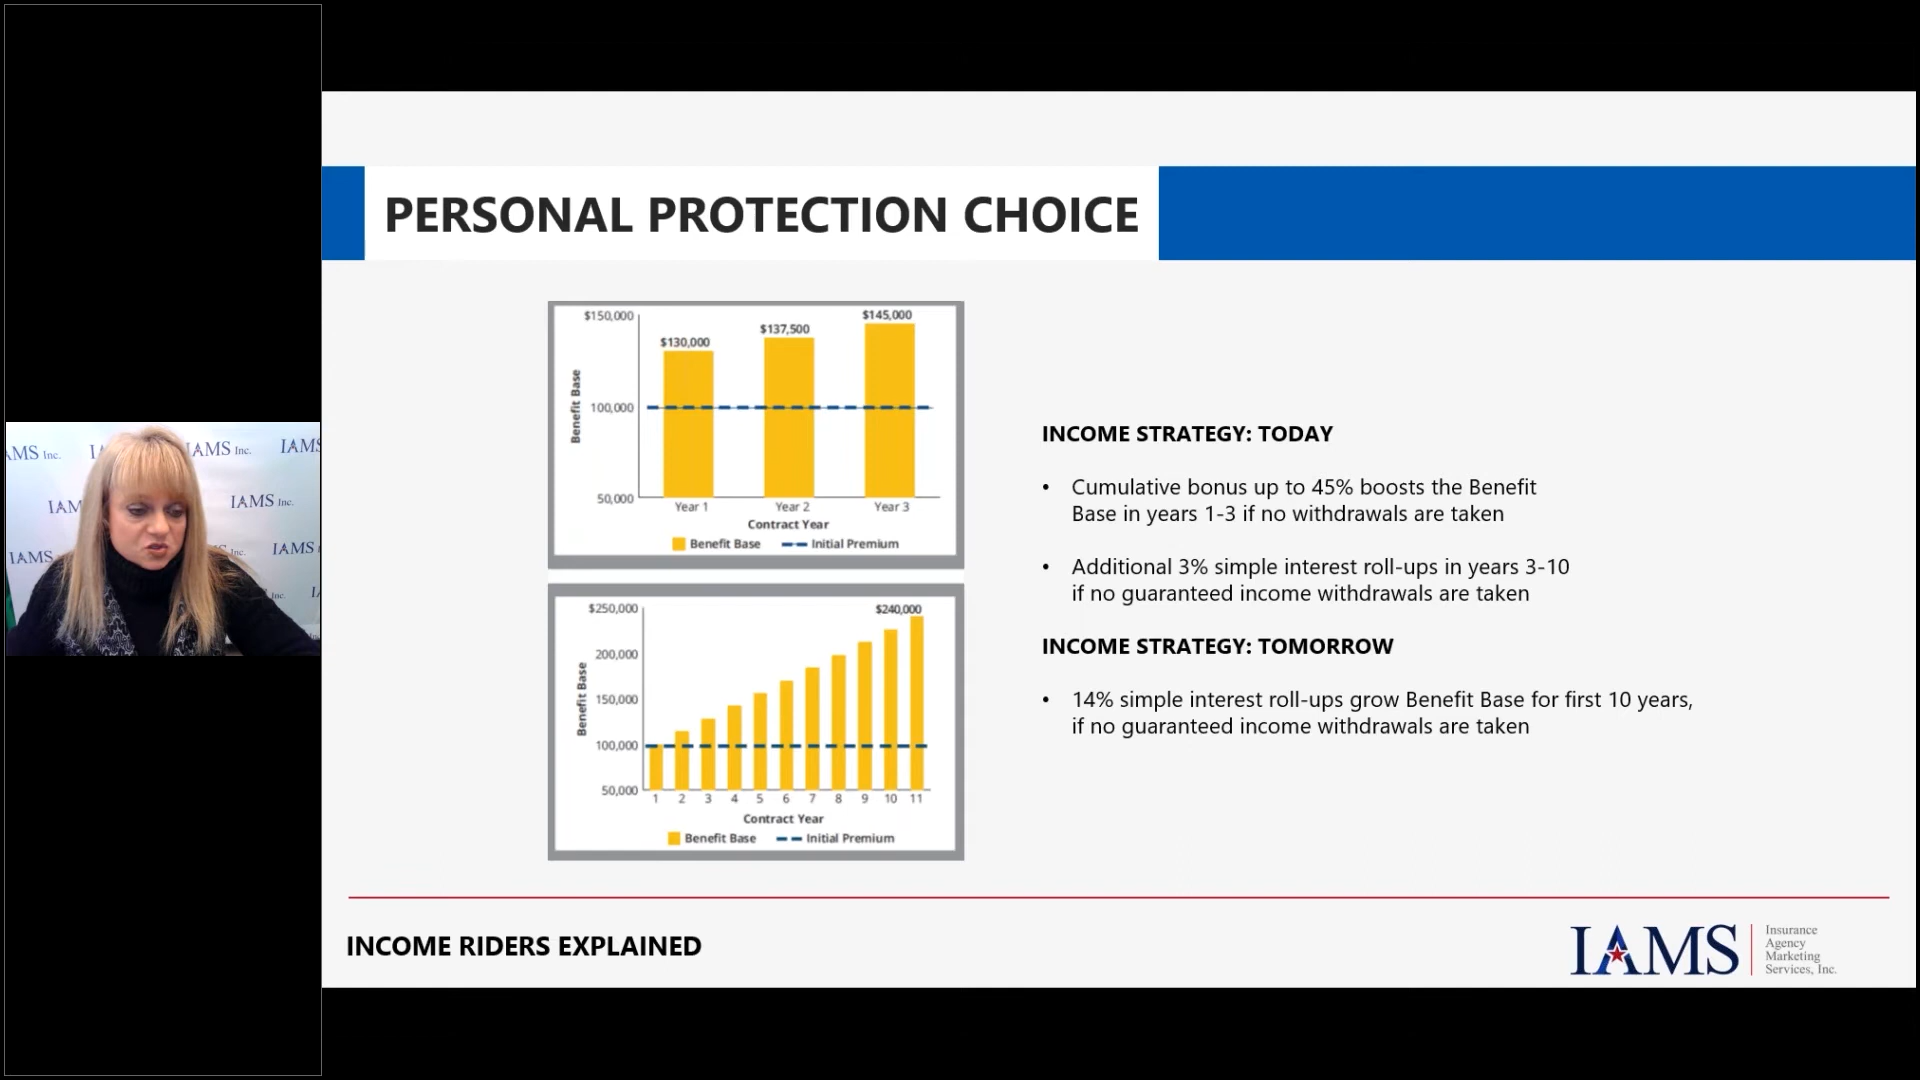 PERSONAL PROTECTION CHOICE
$150,000
100,000
50,000
Benefit Base
$130,000
$137,500
$145,000
Year 1
Year 2
Year 3
Contract Year
Benefit Base
Initial Premium
$250,000
200,000
150,000
100,000
50,000
Benefit Base
$240,000
1 2 3 4 5 6 7 8 9 10 11
Contract Year
Benefit Base
Initial Premium
INCOME STRATEGY: TODAY
• Cumulative bonus up to 45% boosts the Benefit
Base in years 1-3 if no withdrawals are taken
• Additional 3% simple interest roll-ups in years 3-10
if no guaranteed income withdrawals are taken
INCOME STRATEGY: TOMORROW
• 14% simple interest roll-ups grow Benefit Base for first 10 years,
if no guaranteed income withdrawals are taken
AMS Inc.
IAMS Inc.
IAMS
IAM
IAMS Inc.
IAMS
Inc.
IAMS
Inc.
INCOME RIDERS EXPLAINED
IAMS
Insurance
Agency
Marketing
Services, Inc.